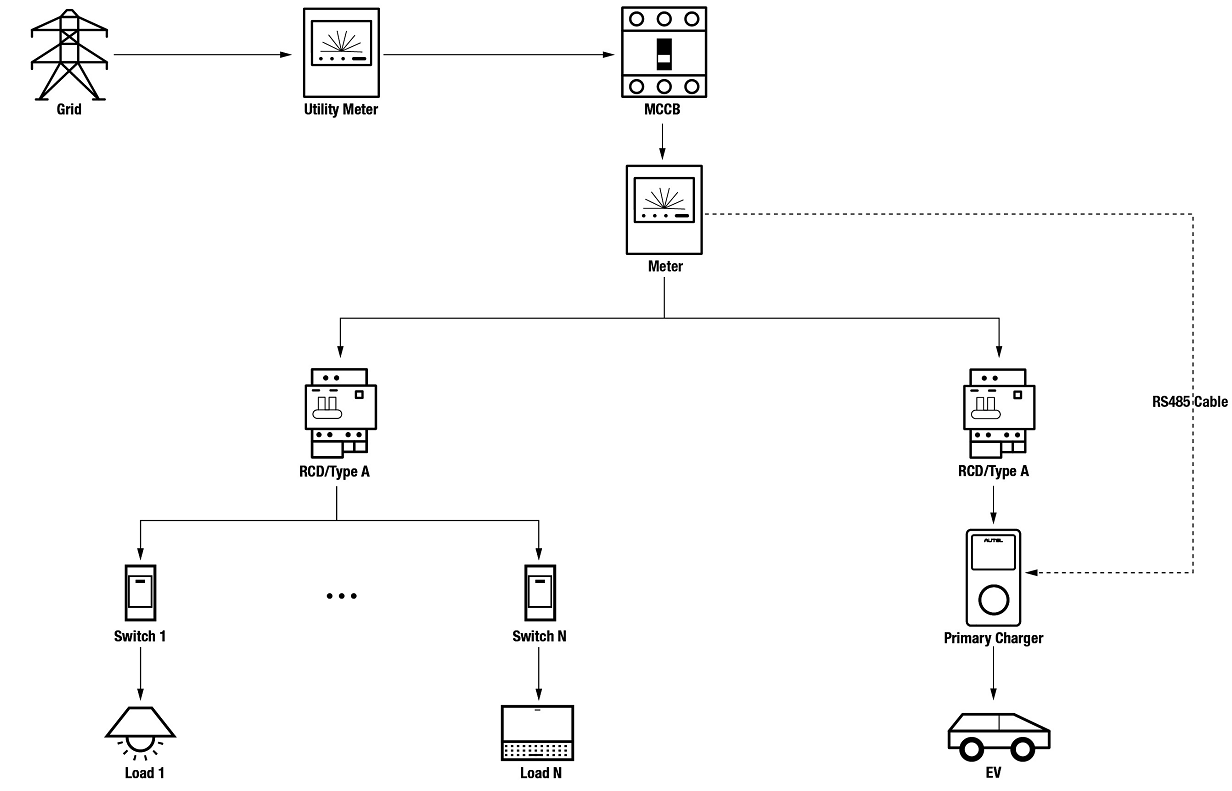 Grid
Utility Meter
MCCB
Meter
RS485 Cable
RCD/Type A
RCD/Type A
AUTEL
Switch 1
Switch N
Primary Charger
Load 1
Load N
EV